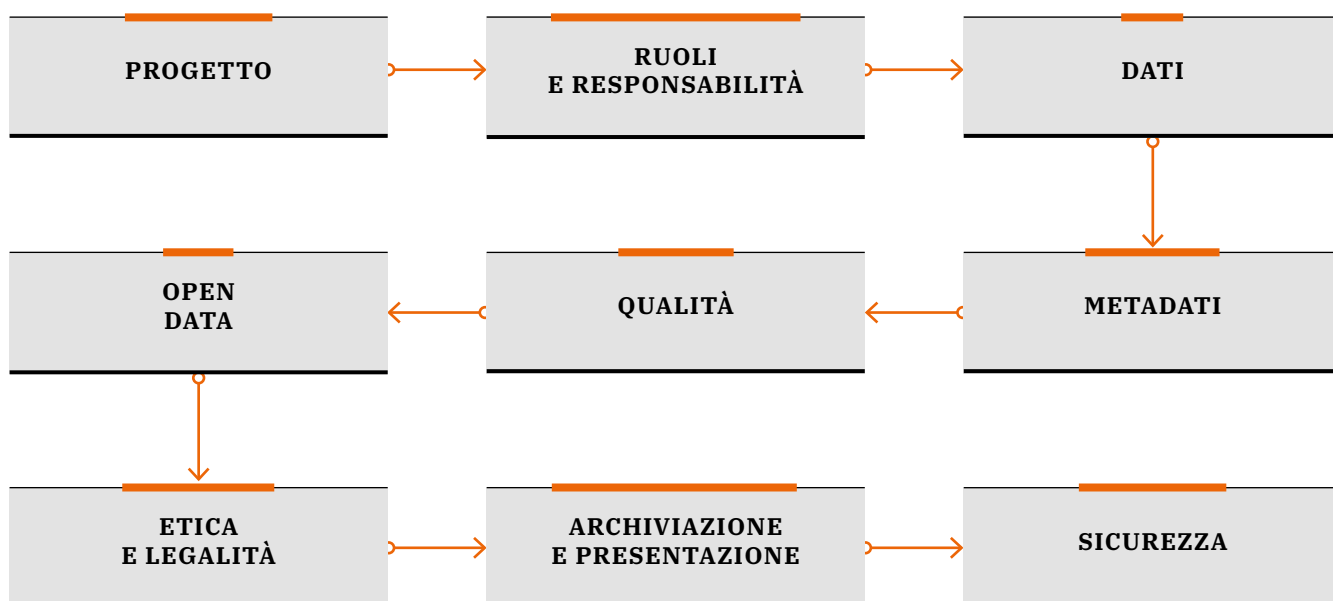 PROGETTO
RUOLI
E RESPONSABILITÀ
DATI
METADATI
QUALITÀ
OPEN
DATA
ETICA
E LEGALITÀ
ARCHIVIAZIONE
E PRESENTAZIONE
SICUREZZA